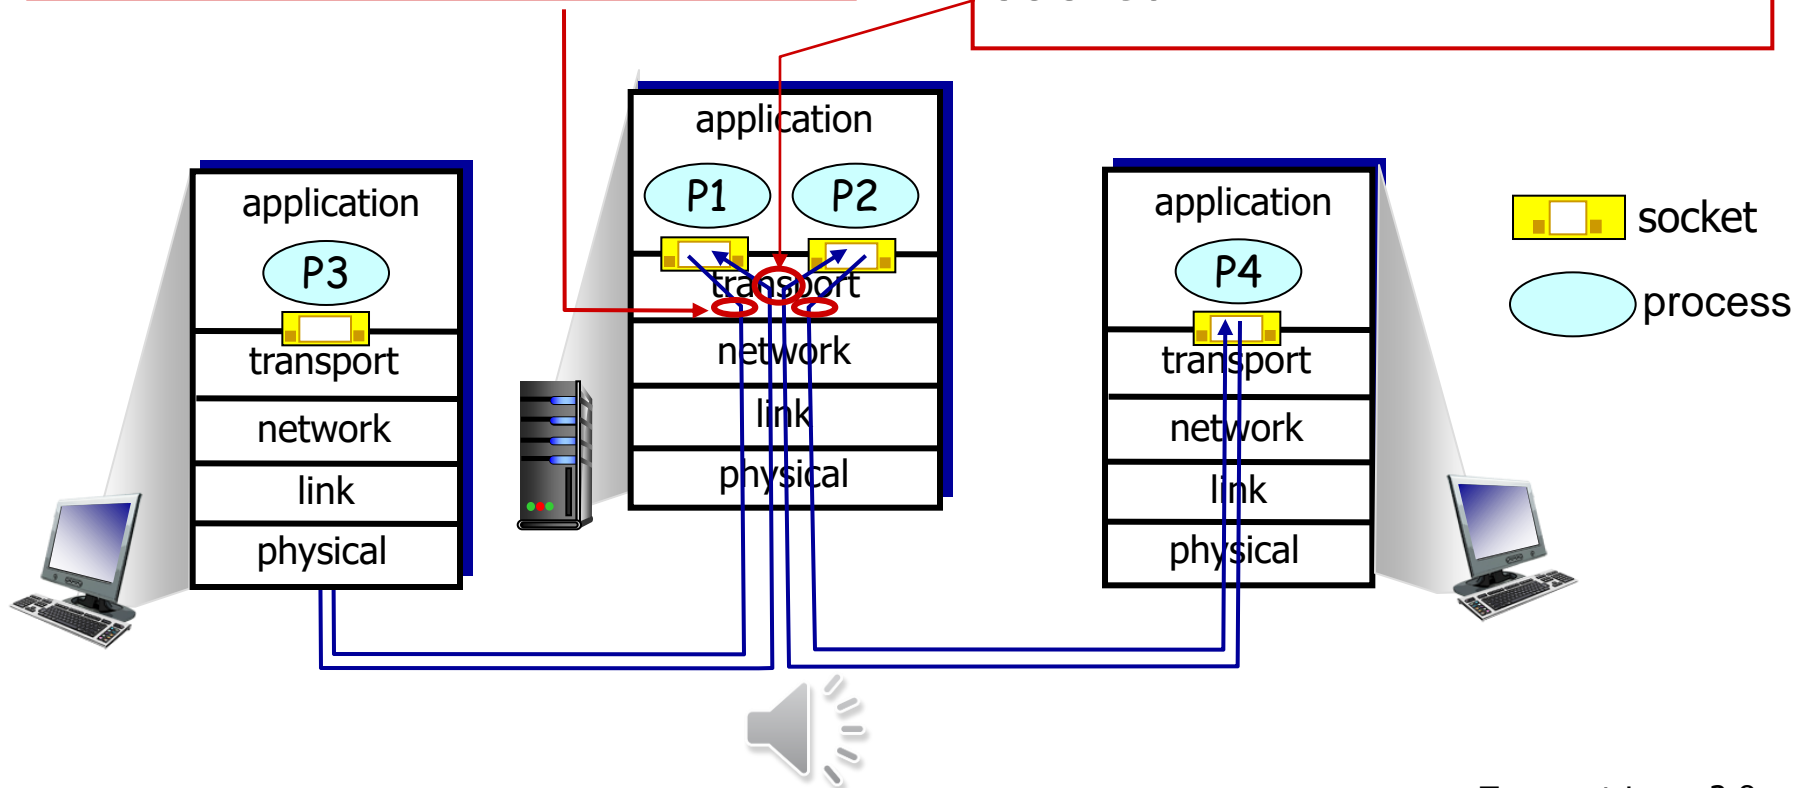 application
P1 P2
transport
network
link
physical
application
P3
transport
network
link
physical
application
P4
transport
network
link
physical
socket
process